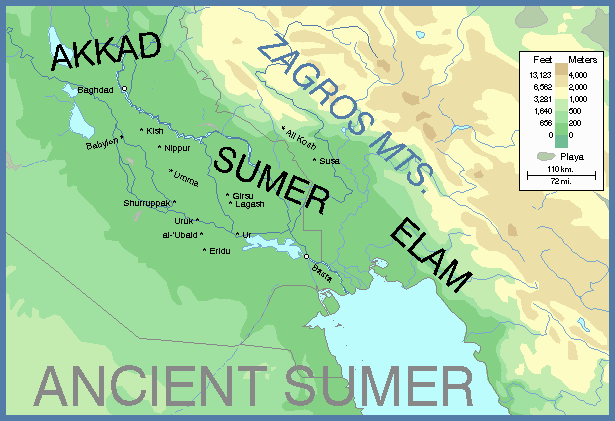 AKKAD
ZAGROS MTS.
Feet Meters
13,123 4,000
6,562 2,000
3,281 1,000
1,640 500
656 200
0 0
Playa
110 km.
72 mi.
Baghdad
Kish
Babylon
Nippur
Ali Kosh
Susa
SUMER
Umma
Girsu
Shurruppak
Lagash
ELAM
Uruk
al-'Ubaid
Ur
Eridu
Basra
ANCIENT SUMER